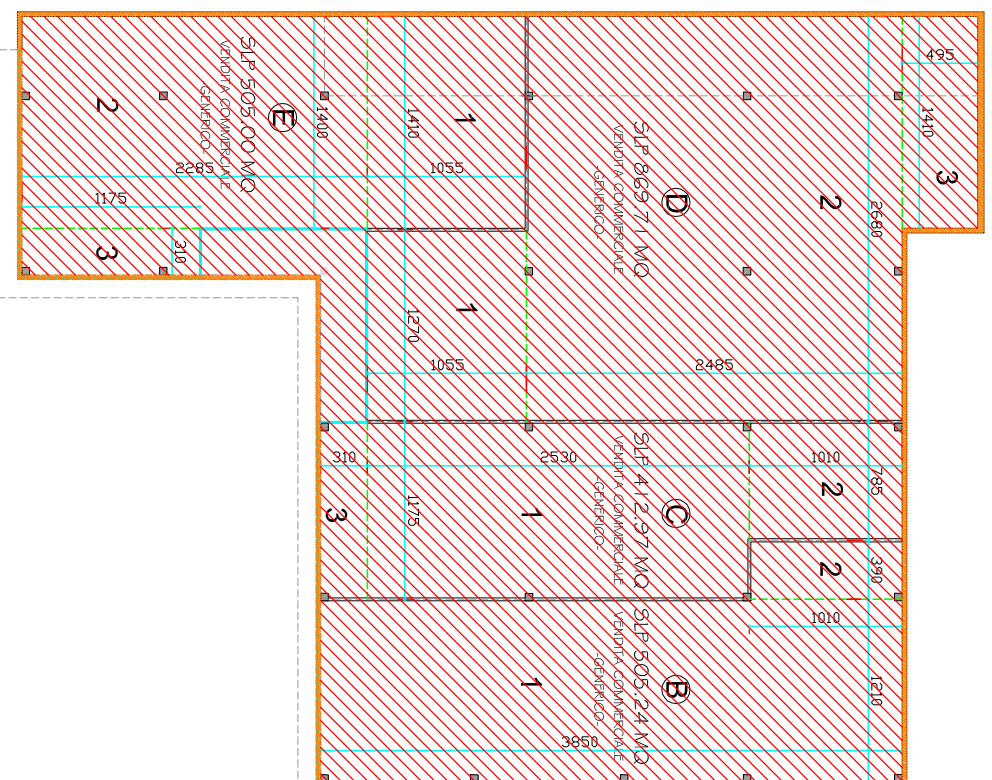 495
SLP 505.00 MQ
VENDITA COMMERCIALE
-GENERICO-
E
2
1400
1410
1
1410
SLP 869.71 MQ
VENDITA COMMERCIALE
-GENERICO-
D
2
3
2285
1055
1175
2680
3
310
1
1270
1055
2485
310
2530
1010
SLP 412.97 MQ
VENDITA COMMERCIALE
-GENERICO-
C
785
2
3
1175
1
2
390
1010
SLP 505.24 MQ
VENDITA COMMERCIALE
-GENERICO-
B
1
1210
3850